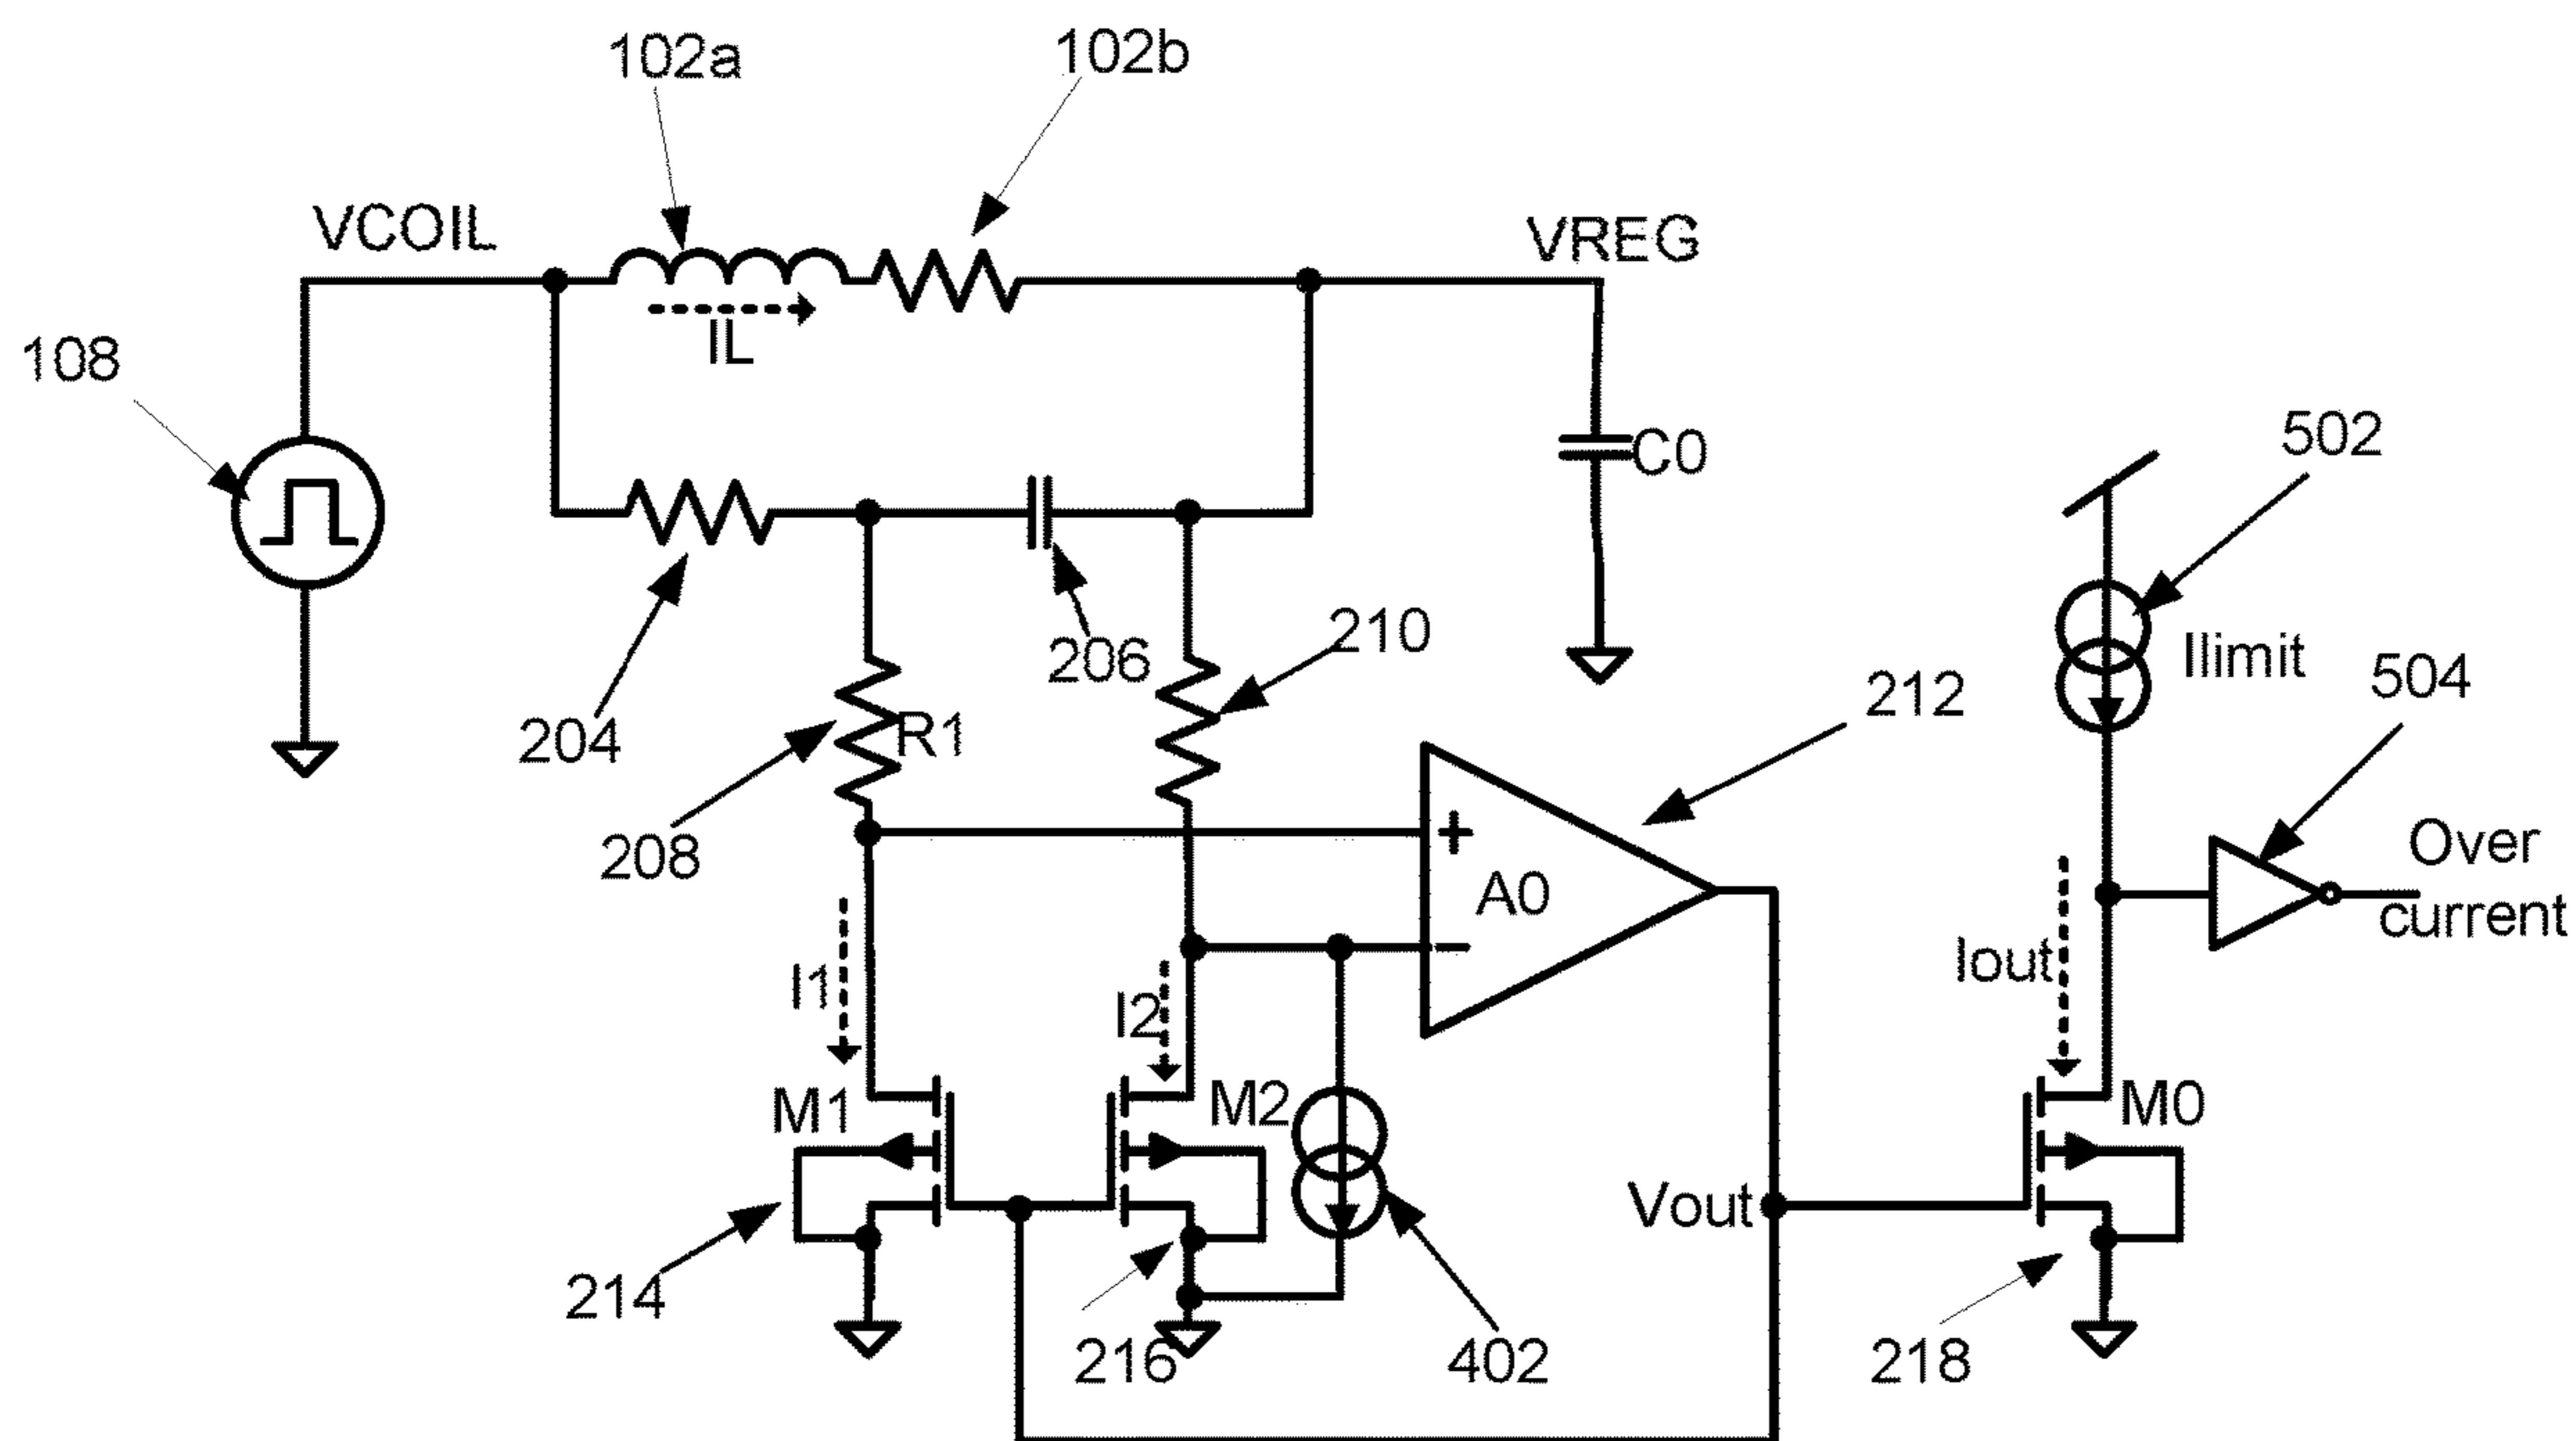 102a
102b
VCOIL
VREG
IL
108
C0
502
204
206
210
Ilimit
504
R1
212
208
+
A0
−
Over
current
I1
I2
Iout
M1
M2
M0
Vout
214
216
402
218